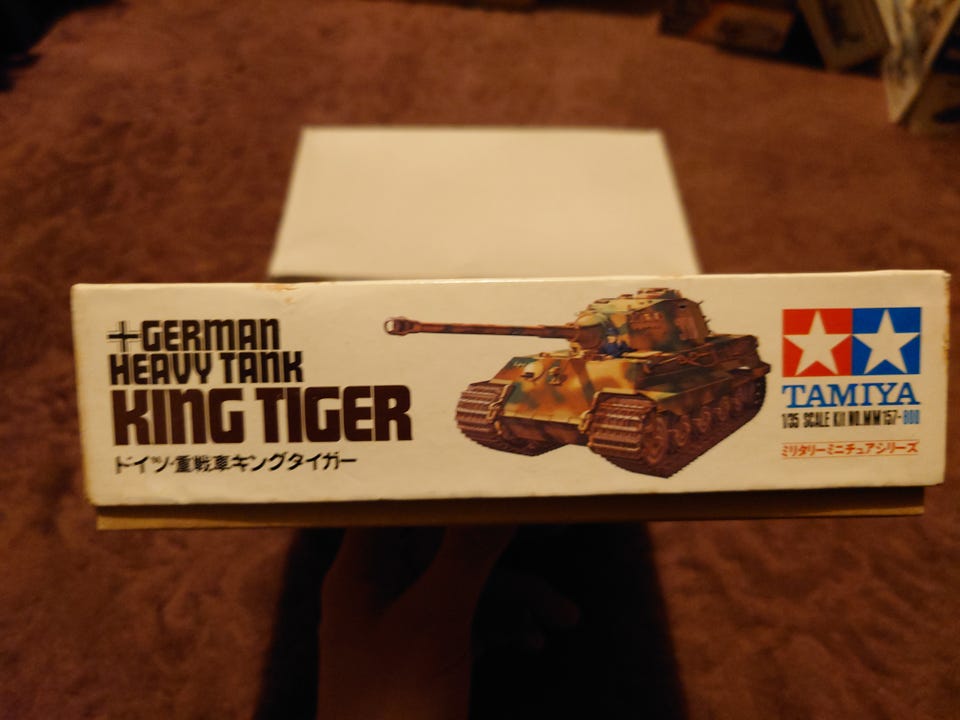 GERMAN
HEAVY TANK
KING TIGER
ドイツ・重戦車キングタイガー
TAMIYA
1/35 SCALE KIT NO.MM157-800
ミリタリーミニチュアシリーズ